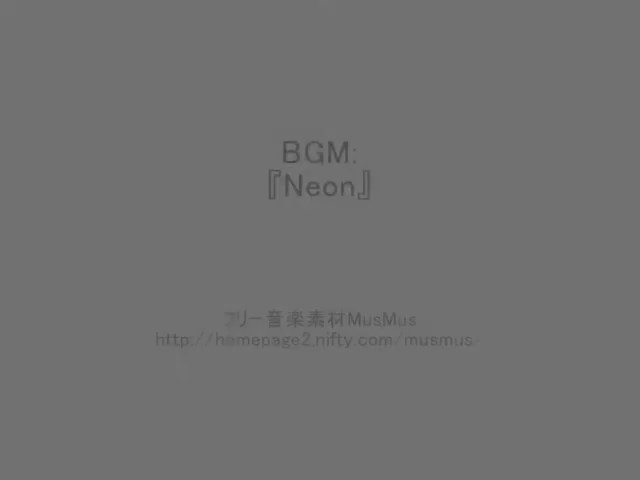 BGM:
『Neon』
フリー音楽素材MusMus
http://homepage2.nifty.com/musmus/